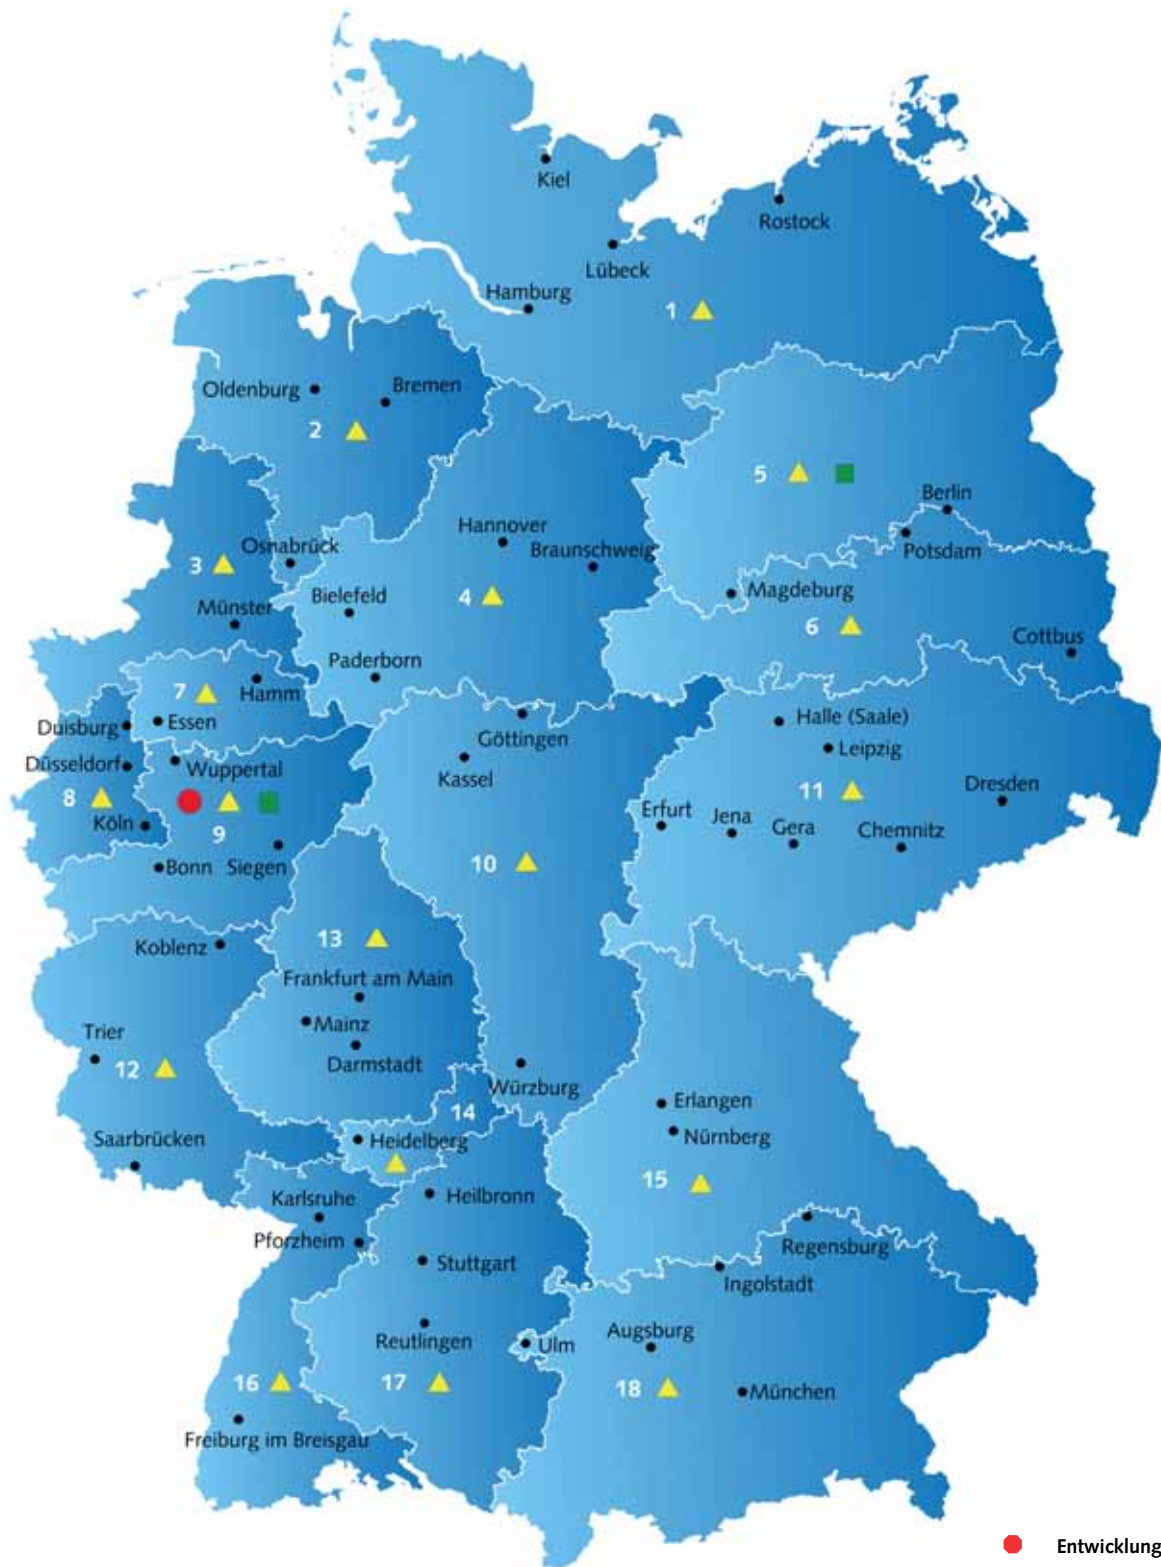 Kiel
Rostock
Lübeck
Hamburg
1
Oldenburg
Bremen
2
5
Berlin
Hannover
Braunschweig
Osnabrück
Potsdam
3
Bielefeld
4
Magdeburg
Münster
6
Cottbus
Paderborn
7
Hamm
Duisburg
Essen
Halle (Saale)
Göttingen
Leipzig
Düsseldorf
Wuppertal
Kassel
Dresden
8
11
Köln
9
Erfurt
Jena
Gera
Chemnitz
Bonn
Siegen
10
13
Koblenz
Frankfurt am Main
Mainz
Trier
Darmstadt
12
Würzburg
14
Erlangen
Saarbrücken
Heidelberg
Nürnberg
15
Karlsruhe
Heilbronn
Pforzheim
Regensburg
Stuttgart
Ingolstadt
Augsburg
Reutlingen
Ulm
16
17
18
München
Freiburg im Breisgau
Entwicklung